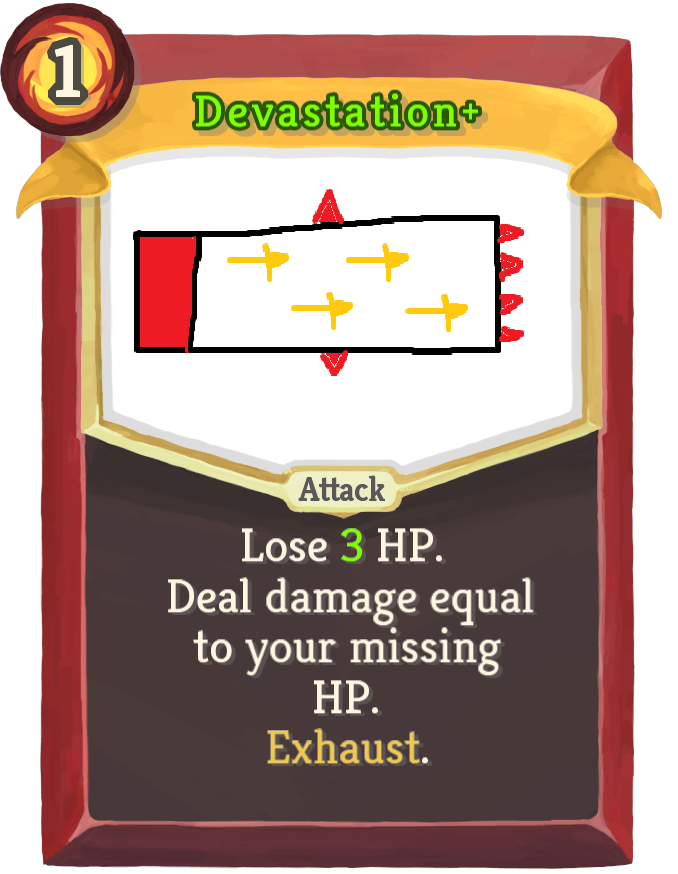 1
Devastation+
Attack
Lose 3 HP.
Deal damage equal
to your missing
HP.
Exhaust.